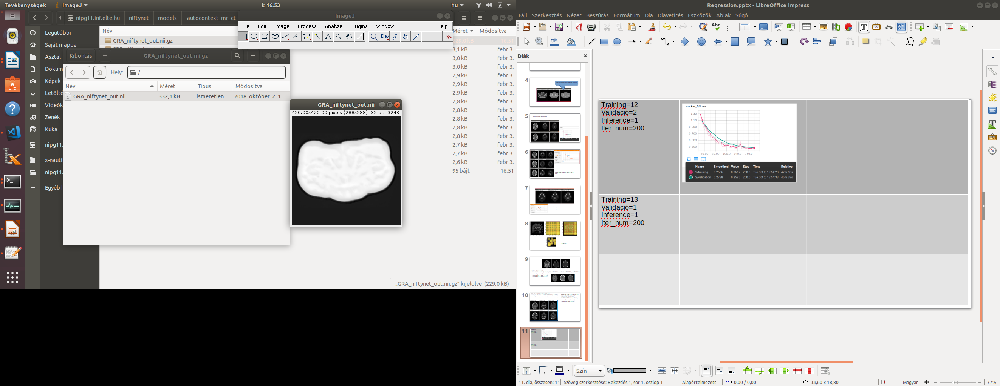 Tevékenységek
ImageJ
k 16.53
hu
nipg11.inf.elte.hu
niftynet
models
autocontext_mr_ct
Legutóbbi
Saját mappa
Asztal
Dokum
Képek
Letölté
Videók
Zenék
Kuka
nipg11.
x-nautil
nipg11.
Egyéb h
Név
Méret
Módosítva
GRA_niftynet_out.nii.gz
229,0 kB 16.51
3,1 kB febr 3.
3,0 kB febr 3.
3,0 kB febr 3.
2,9 kB febr 3.
2,9 kB febr 3.
2,9 kB febr 3.
2,8 kB febr 3.
2,8 kB febr 3.
2,8 kB febr 3.
2,8 kB febr 3.
2,8 kB febr 3.
2,7 kB febr 3.
2,7 kB febr 3.
2,6 kB febr 3.
95 bájt 16.51
„GRA_niftynet_out.nii.gz” kijelölve (229,0 kB)
ImageJ
File Edit Image Process Analyze Plugins Window Help
Dev
Kibontás
GRA_niftynet_out.nii.gz
Hely: /
Név Méret Típus Módosítva
GRA_niftynet_out.nii 332,1 kB ismeretlen 2018. október 2. 1…
GRA_niftynet_out.nii
420.00x420.00 pixels (288x288); 32-bit; 324K
Regression.pptx - LibreOffice Impress
Fájl Szerkesztés Nézet Beszúrás Formátum Dia Diavetítés Eszközök Ablak Súgó
Abc
Diák
4
5
6
7
8
9
10
11
Training=12
Validació=2
Inference=1
Iter_num=200
worker_0/loss
1.30
1.10
0.900
0.700
0.500
0.300
20.00 60.00 100.0 140.0 180.0
Name Smoothed Value Step Time Relative
2/training 0.2686 0.2667 200.0 Tue Oct 2, 15:54:28 47m 50s
2/validation 0.2738 0.2595 200.0 Tue Oct 2, 15:54:33 46m 39s
Training=13
Validació=1
Inference=1
Iter_num=200
Szín
11. dia, összesen: 11
Szöveg szerkesztése: Bekezdés 1, sor 1, oszlop 1
Alapértelmezett
0,00 / 0,00
33,60 x 18,80
Magyar
77%